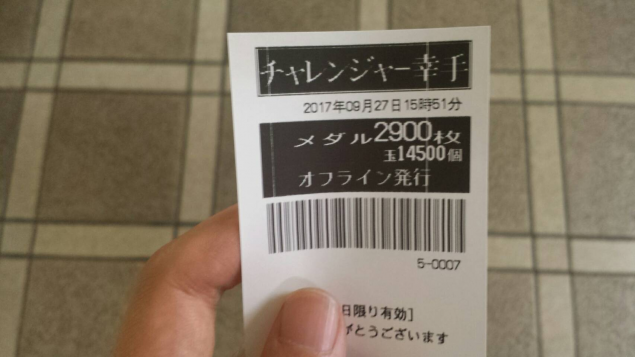 チャレンジャー幸手
2017年09月27日15時51分
メダル2900枚
玉14500個
オフライン発行
5-0007
日限り有効]
がとうございます